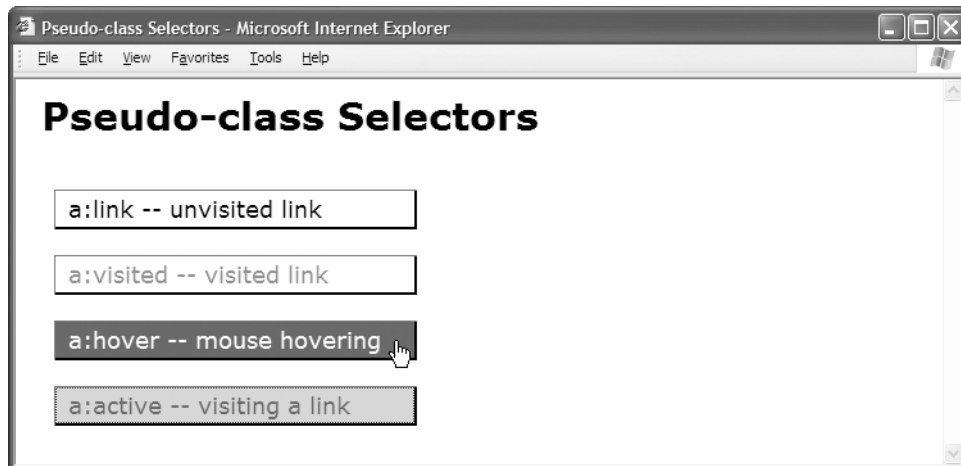 Pseudo-class Selectors - Microsoft Internet Explorer
File Edit View Favorites Tools Help
Pseudo-class Selectors
a:link -- unvisited link
a:visited -- visited link
a:hover -- mouse hovering
a:active -- visiting a link